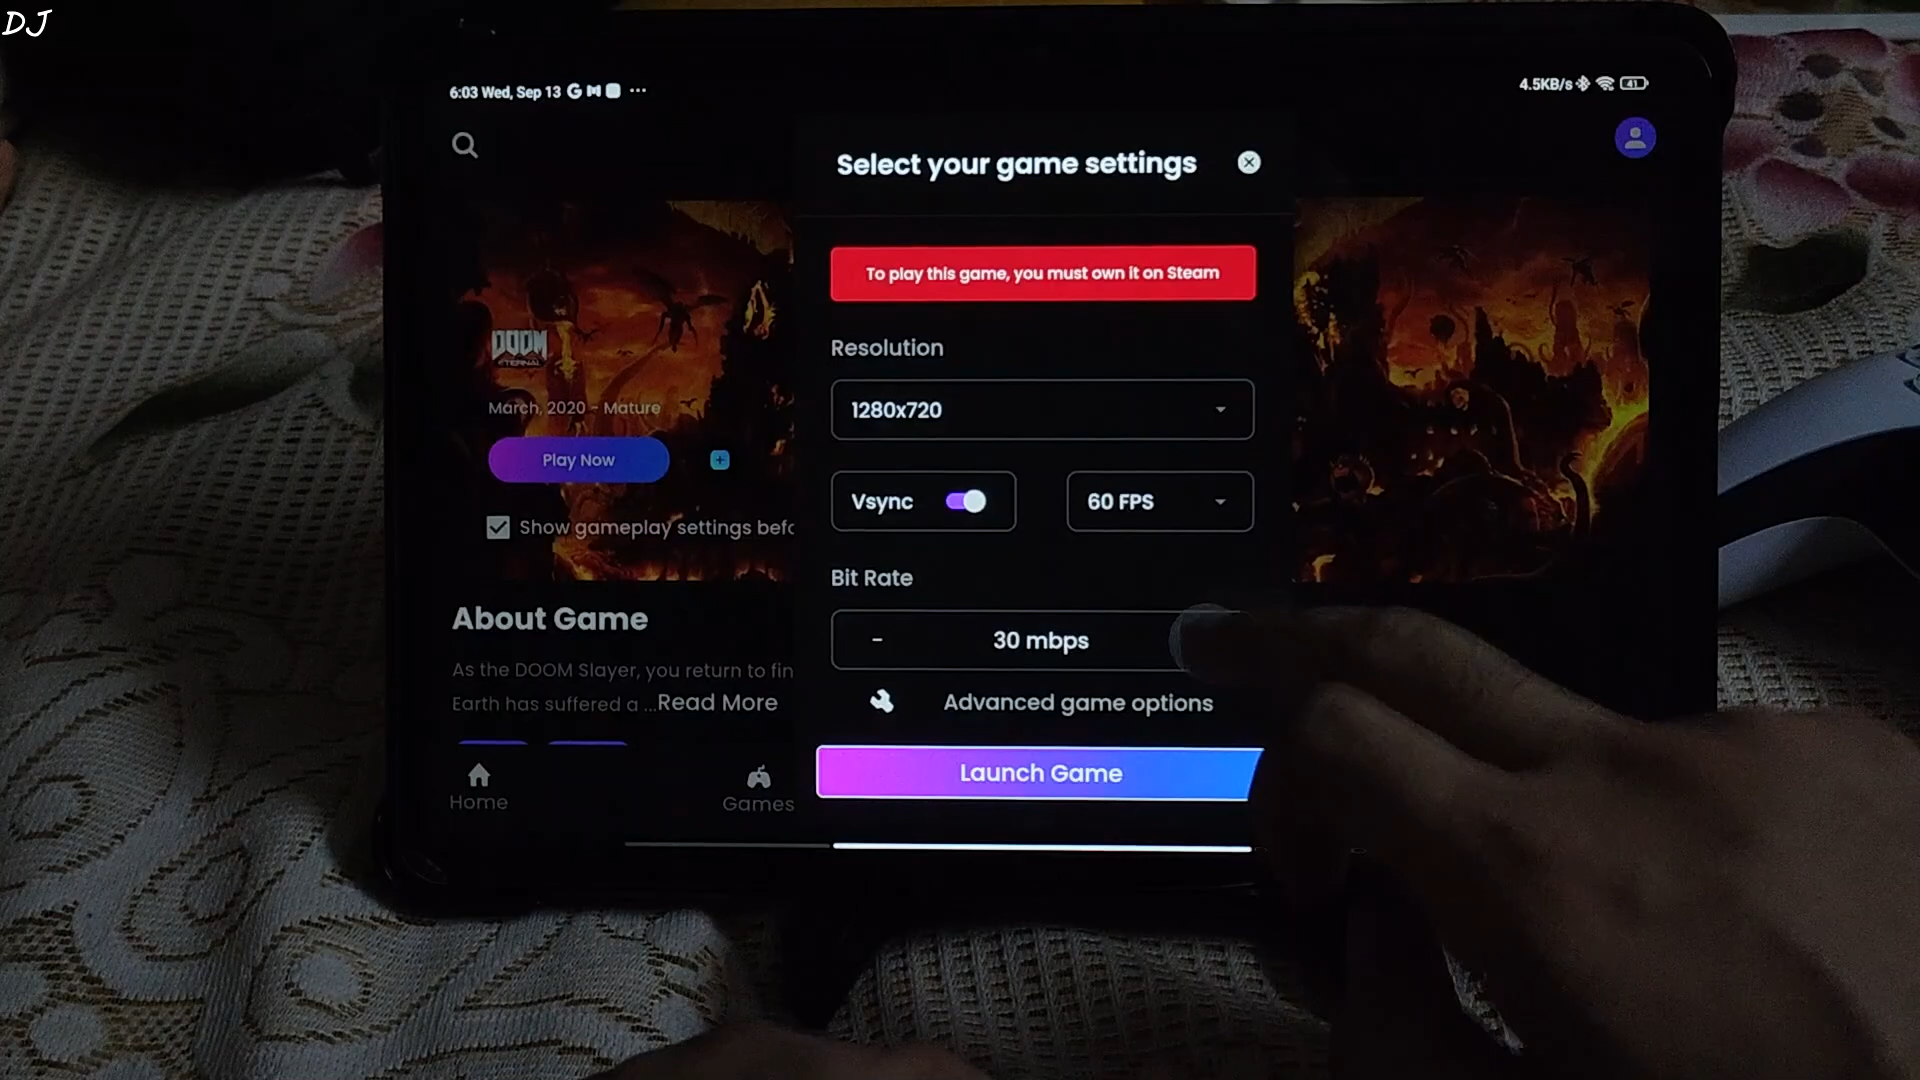 DJ
6:03 Wed, Sep 13
4.5KB/s
41
Select your game settings
To play this game, you must own it on Steam
Resolution
1280x720
DOOM
ETERNAL
March, 2020 - Mature
Play Now
Vsync
60 FPS
Show gameplay settings befo
Bit Rate
- 30 mbps
About Game
As the DOOM Slayer, you return to fin
Earth has suffered a ...Read More
Advanced game options
Launch Game
Home
Games